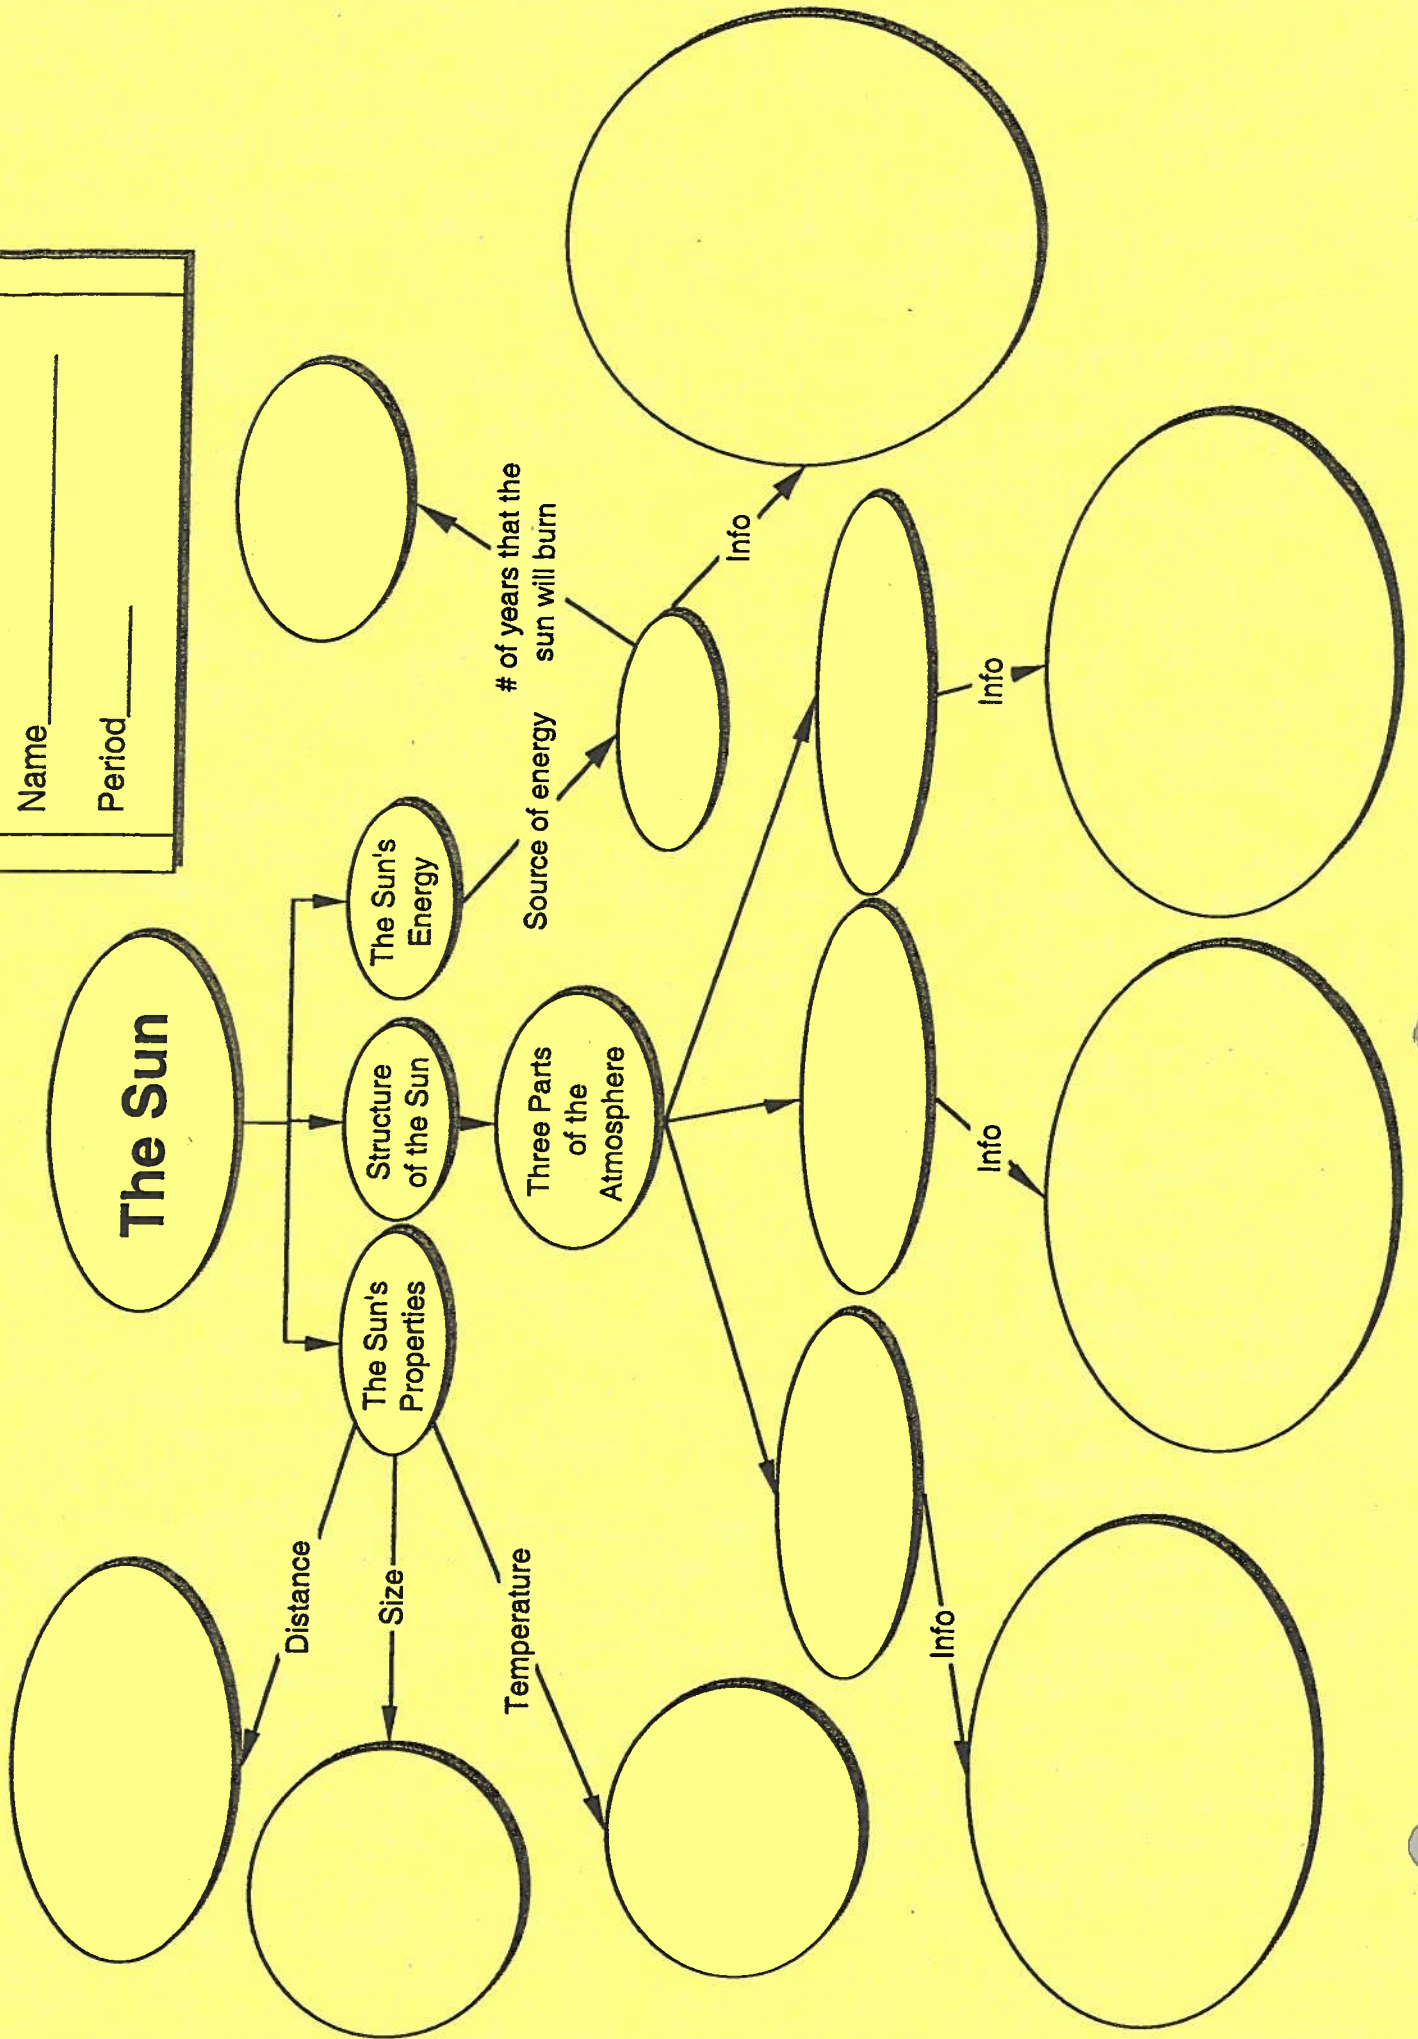 Name
Period
The Sun
The Sun's
Properties
Structure
of the Sun
The Sun's
Energy
Distance
Size
Temperature
Three Parts
of the
Atmosphere
Source of energy
# of years that the
sun will burn
Info
Info
Info
Info